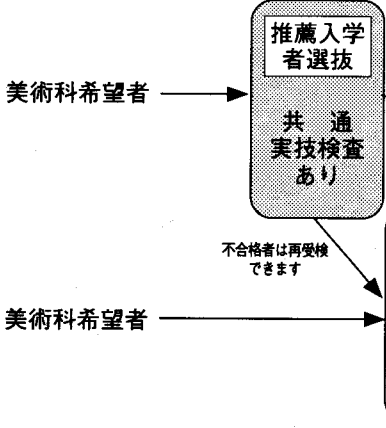 推薦入学
者選抜
美術科希望者
共　通
実技検査
あり
不合格者は再受検
できます
美術科希望者